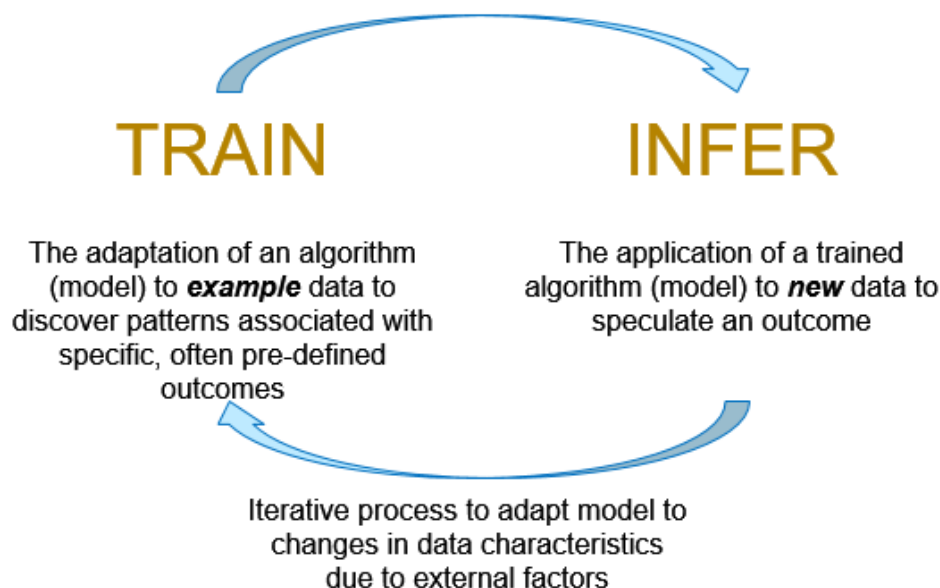 TRAIN
The adaptation of an algorithm
(model) to example data to
discover patterns associated with
specific, often pre-defined
outcomes
INFER
The application of a trained
algorithm (model) to new data to
speculate an outcome
Iterative process to adapt model to
changes in data characteristics
due to external factors